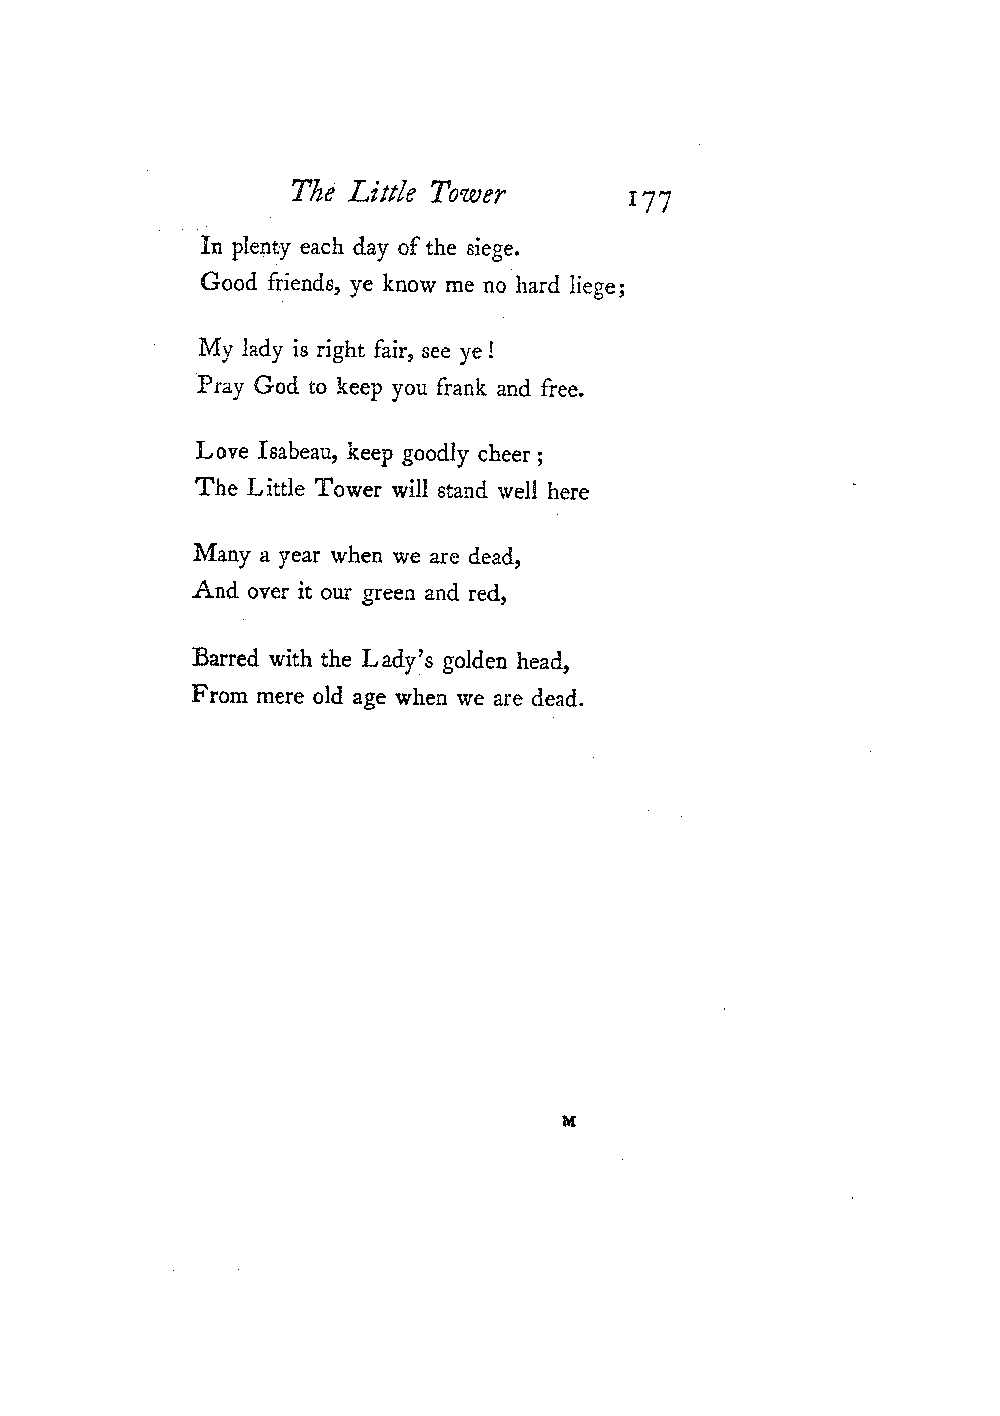 The Little Tower 177
In plenty each day of the siege.
Good friends, ye know me no hard liege;
My lady is right fair, see ye!
Pray God to keep you frank and free.
Love Isabeau, keep goodly cheer;
The Little Tower will stand well here
Many a year when we are dead,
And over it our green and red,
Barred with the Lady's golden head,
From mere old age when we are dead.
M